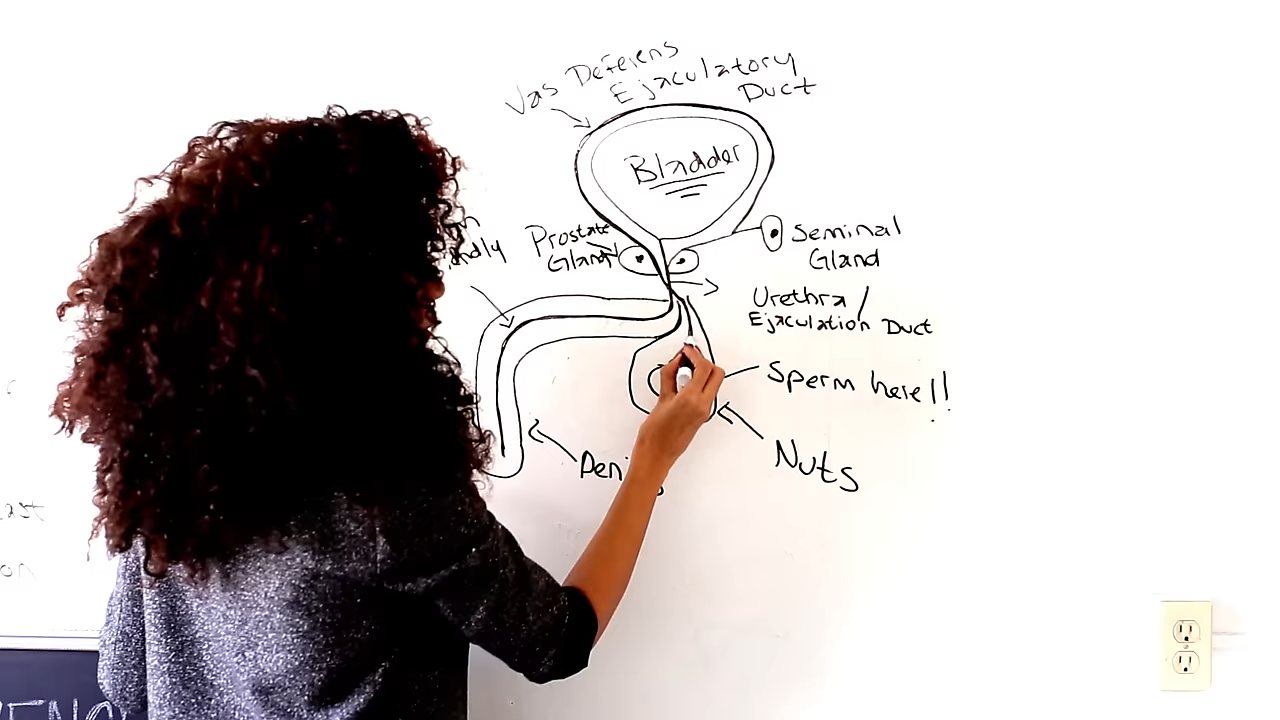 Vas Deferens
Ejaculatory
Duct
Bladder
Prostate
Gland
Seminal
Gland
Urethra/
Ejaculation Duct
Sperm here!!
Nuts